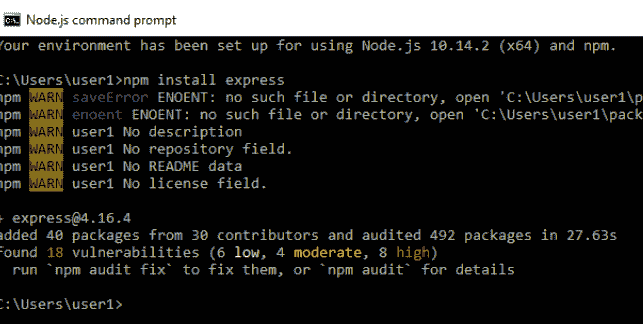 Node.js command prompt
Your environment has been set up for using Node.js 10.14.2 (x64) and npm.
C:\Users\user1>npm install express
npm WARN saveError ENOENT: no such file or directory, open 'C:\Users\user1\p
npm WARN enoent ENOENT: no such file or directory, open 'C:\Users\user1\pack
npm WARN user1 No description
npm WARN user1 No repository field.
npm WARN user1 No README data
npm WARN user1 No license field.
+ express@4.16.4
added 40 packages from 30 contributors and audited 492 packages in 27.63s
found 18 vulnerabilities (6 low, 4 moderate, 8 high)
run `npm audit fix` to fix them, or `npm audit` for details
C:\Users\user1>